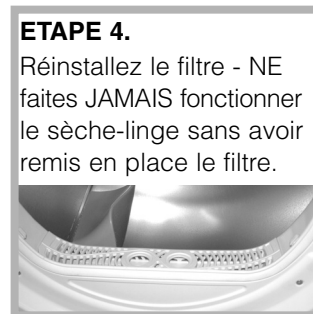 ETAPE 4.
Réinstallez le filtre - NE
faites JAMAIS fonctionner
le sèche-linge sans avoir
remis en place le filtre.